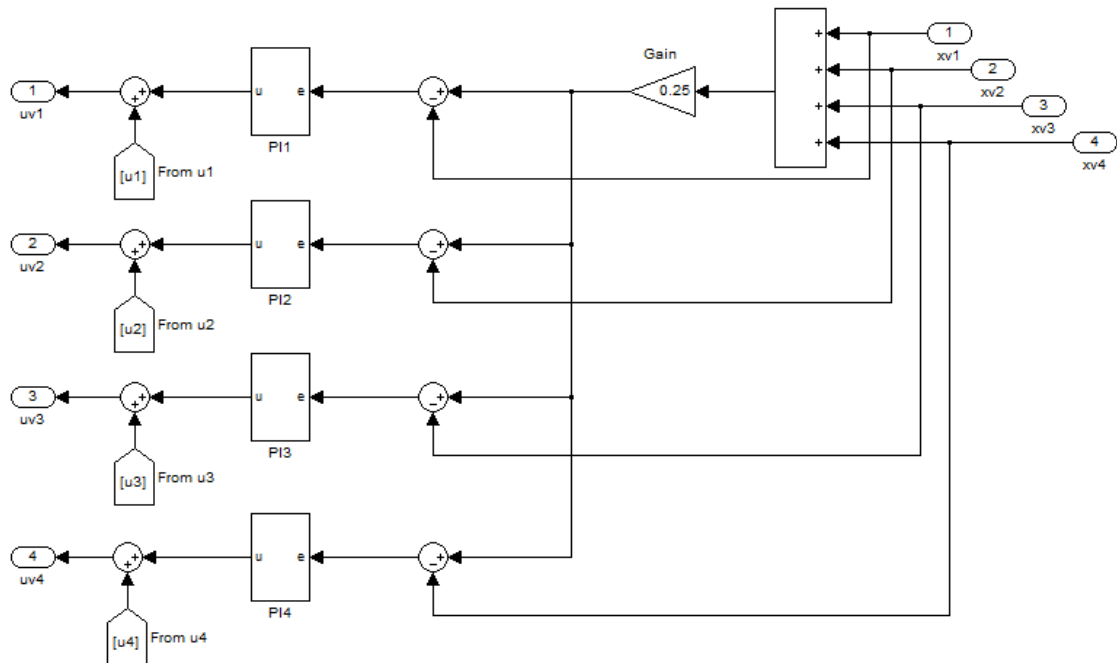 1
xv1
2
xv2
3
xv3
4
xv4
+
+
+
+
Gain
0.25
1
uv1
+
+
u e
PI1
+
−
[u1] From u1
2
uv2
+
+
u e
PI2
+
−
[u2] From u2
3
uv3
+
+
u e
PI3
+
−
[u3] From u3
4
uv4
+
+
u e
PI4
+
−
[u4] From u4